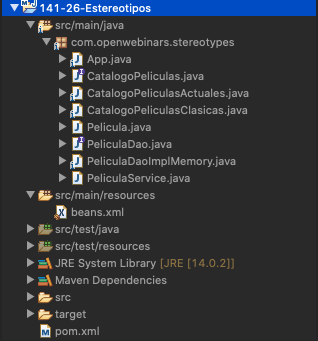 141-26-Estereotipos
src/main/java
com.openwebinars.stereotypes
App.java
CatalogoPeliculas.java
CatalogoPeliculasActuales.java
CatalogoPeliculasClasicas.java
Pelicula.java
PeliculaDao.java
PeliculaDaoImplMemory.java
PeliculaService.java
src/main/resources
beans.xml
src/test/java
src/test/resources
JRE System Library [JRE [14.0.2]]
Maven Dependencies
src
target
pom.xml